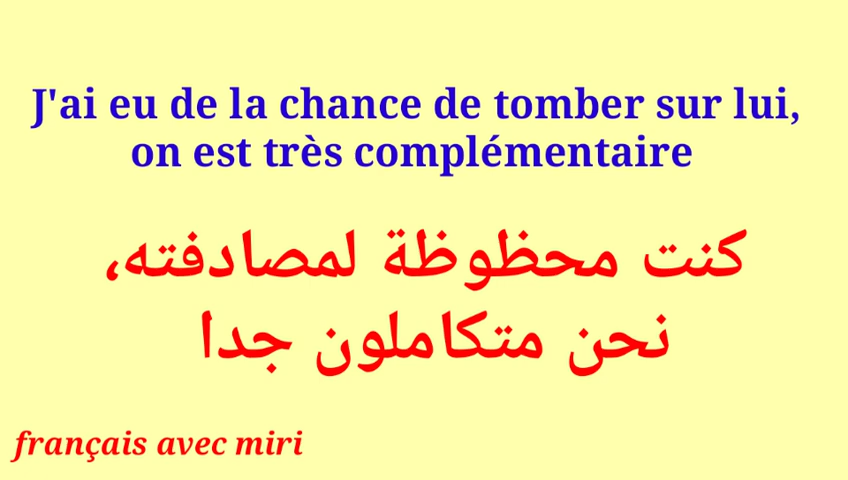 J'ai eu de la chance de tomber sur lui,
on est très complémentaire
كنت محظوظة لمصادفته،
نحن متكاملون جدا
français avec miri